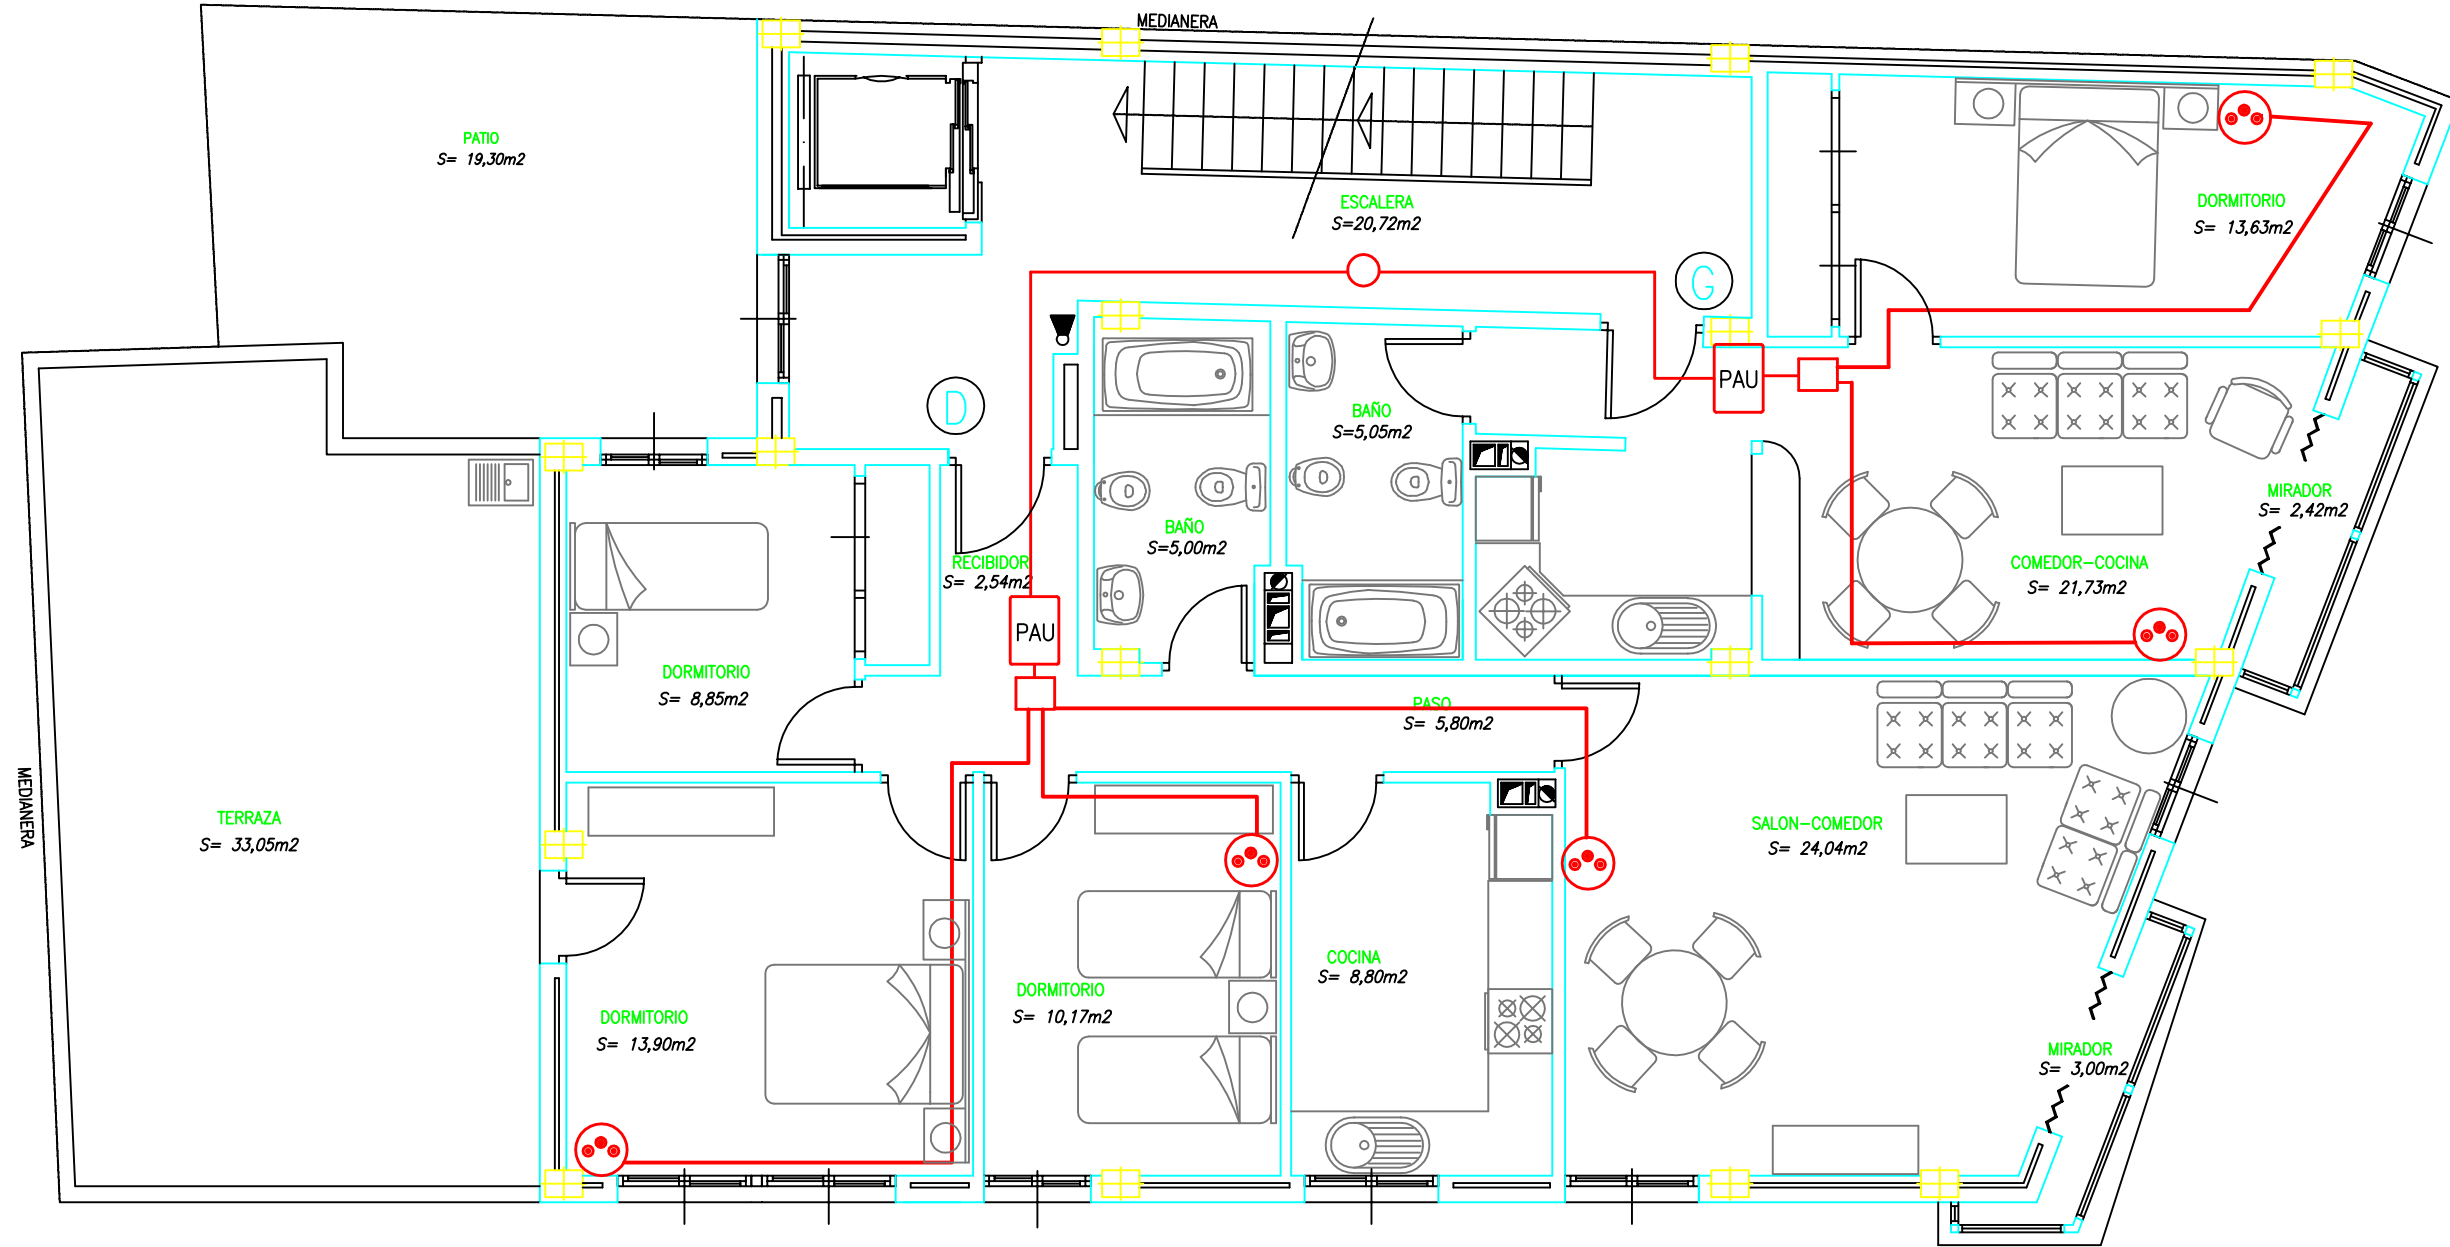 MEDIANERA
PATIO
S= 19,30m2
ESCALERA
S=20,72m2
DORMITORIO
S= 13,63m2
G
PAU
D
BAÑO
S=5,05m2
MIRADOR
S= 2,42m2
BAÑO
S=5,00m2
RECIBIDOR
S= 2,54m2
COMEDOR-COCINA
S= 21,73m2
PAU
DORMITORIO
S= 8,85m2
PASO
S= 5,80m2
MEDIANERA
TERRAZA
S= 33,05m2
SALON-COMEDOR
S= 24,04m2
COCINA
S= 8,80m2
DORMITORIO
S= 10,17m2
DORMITORIO
S= 13,90m2
MIRADOR
S= 3,00m2